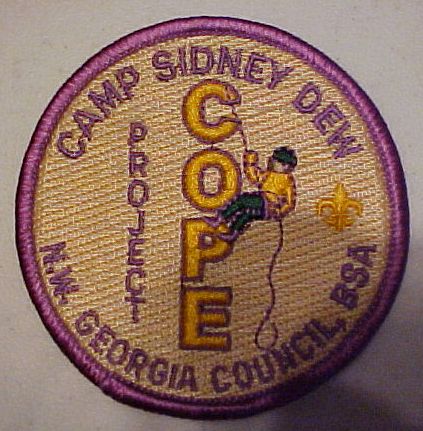 CAMP SIDNEY DEW
PROJECT
COPE
N.W. GEORGIA COUNCIL, BSA